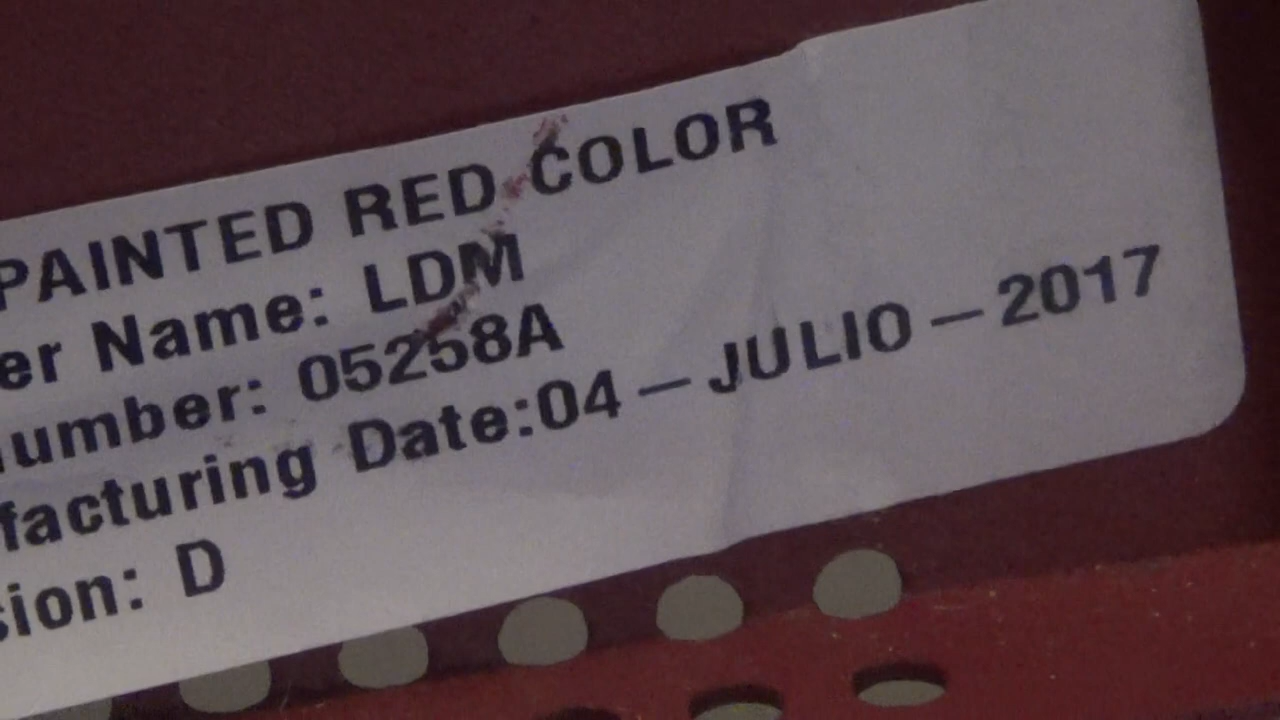 PAINTED RED COLOR
er Name: LDM
umber: 05258A
facturing Date:04-JULIO-2017
sion: D